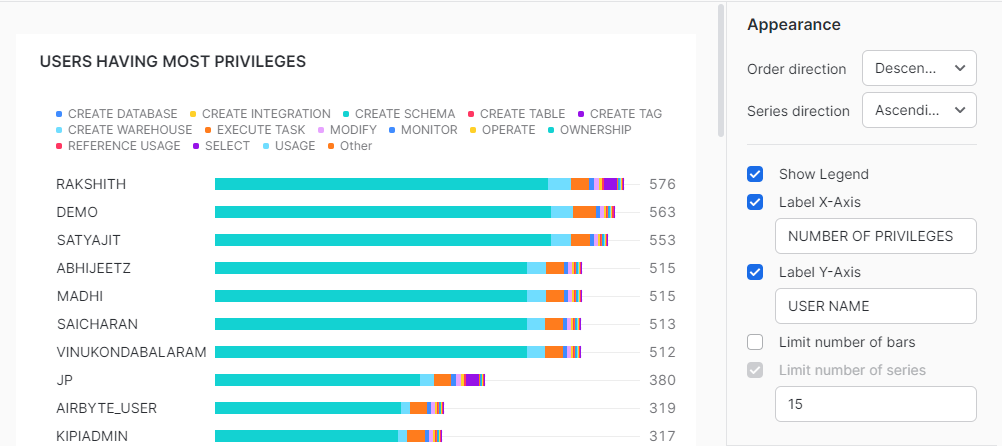 USERS HAVING MOST PRIVILEGES
CREATE DATABASE CREATE INTEGRATION CREATE SCHEMA CREATE TABLE CREATE TAG
CREATE WAREHOUSE EXECUTE TASK MODIFY MONITOR OPERATE OWNERSHIP
REFERENCE USAGE SELECT USAGE Other
RAKSHITH 576
DEMO 563
SATYAJIT 553
ABHIJEETZ 515
MADHI 515
SAICHARAN 513
VINUKONDABALARAM 512
JP 380
AIRBYTE_USER 319
KIPIADMIN 317
Appearance
Order direction Descen...
Series direction Ascendi...
Show Legend
Label X-Axis
NUMBER OF PRIVILEGES
Label Y-Axis
USER NAME
Limit number of bars
Limit number of series
15